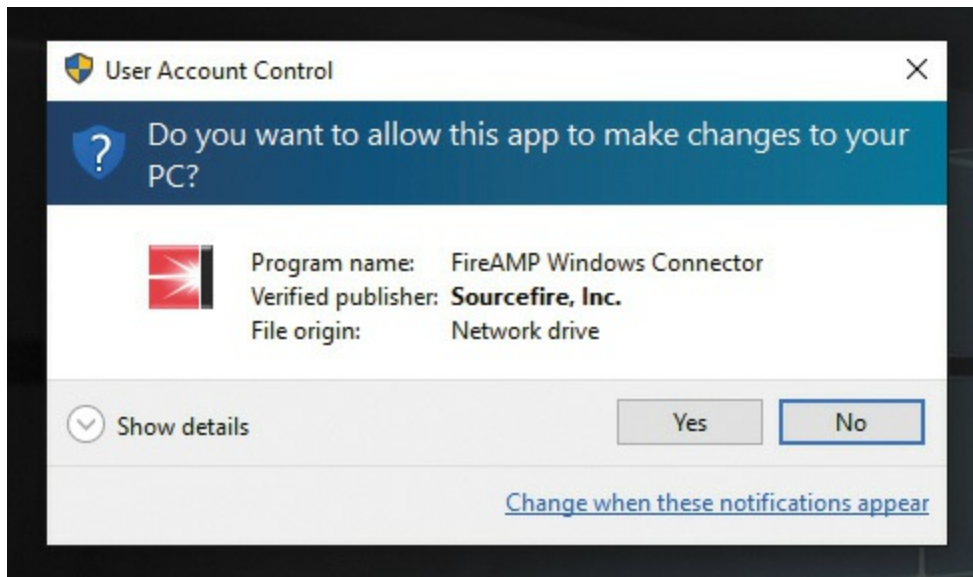 User Account Control
Do you want to allow this app to make changes to your
PC?
Program name: FireAMP Windows Connector
Verified publisher: Sourcefire, Inc.
File origin: Network drive
Show details
Yes
No
Change when these notifications appear